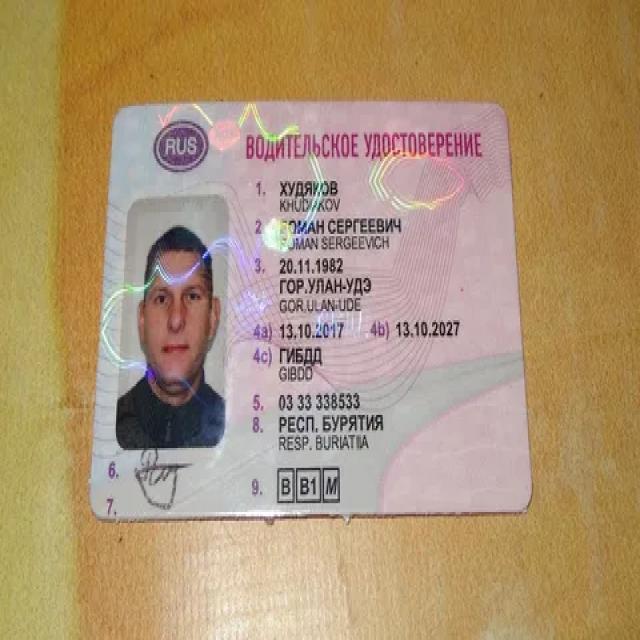 RUS
ВОДИТЕЛЬСКОЕ УДОСТОВЕРЕНИЕ
1. ХУДЯКОВ
KHUDAKOV
2. РОМАН СЕРГЕЕВИЧ
ROMAN SERGEEVICH
3. 20.11.1982
ГОР.УЛАН-УДЭ
GOR.ULAN-UDE
4a) 13.10.2017 4b) 13.10.2027
4c) ГИБДД
GIBDD
5. 03 33 338533
8. РЕСП. БУРЯТИЯ
RESP. BURIATIIA
6.
7.
9. B B1 M